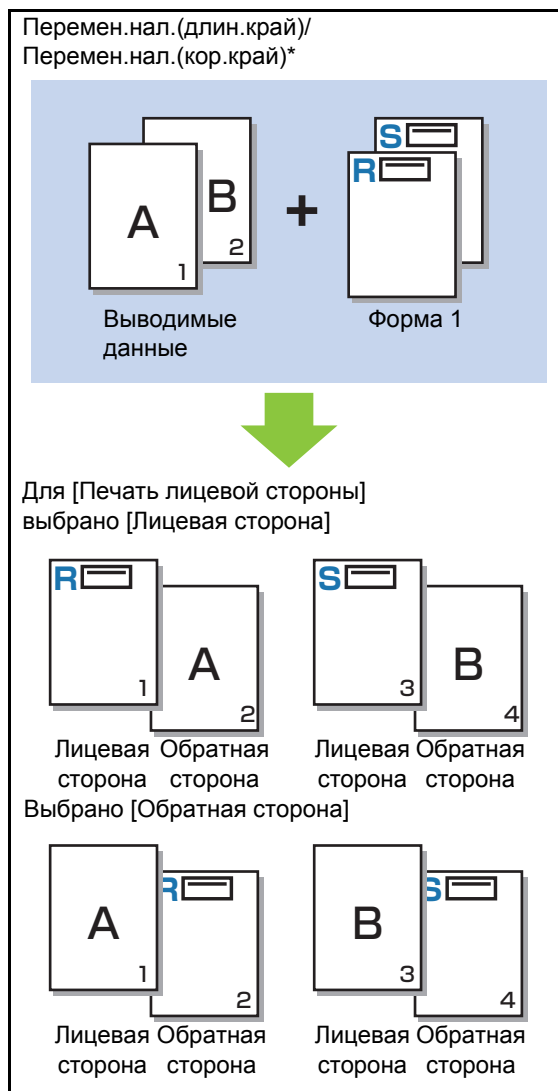 Перемен.нал.(длин.край)/
Перемен.нал.(кор.край)*
A 1 B 2 + R S
Выводимые данные
Форма 1
Для [Печать лицевой стороны]
выбрано [Лицевая сторона]
R 1 A 2 S 3 B 4
Лицевая Обратная Лицевая Обратная
сторона сторона сторона сторона
Выбрано [Обратная сторона]
A 1 R 2 B 3 S 4
Лицевая Обратная Лицевая Обратная
сторона сторона сторона сторона